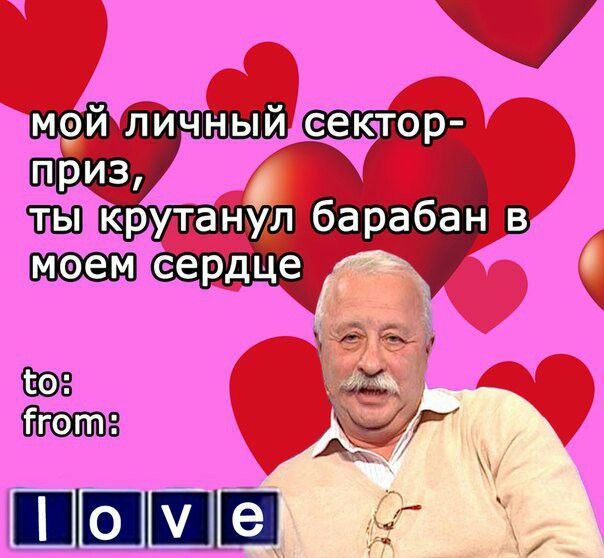 мой личный сектор-
приз,
ты крутанул барабан в
моем сердце
to:
from:
love